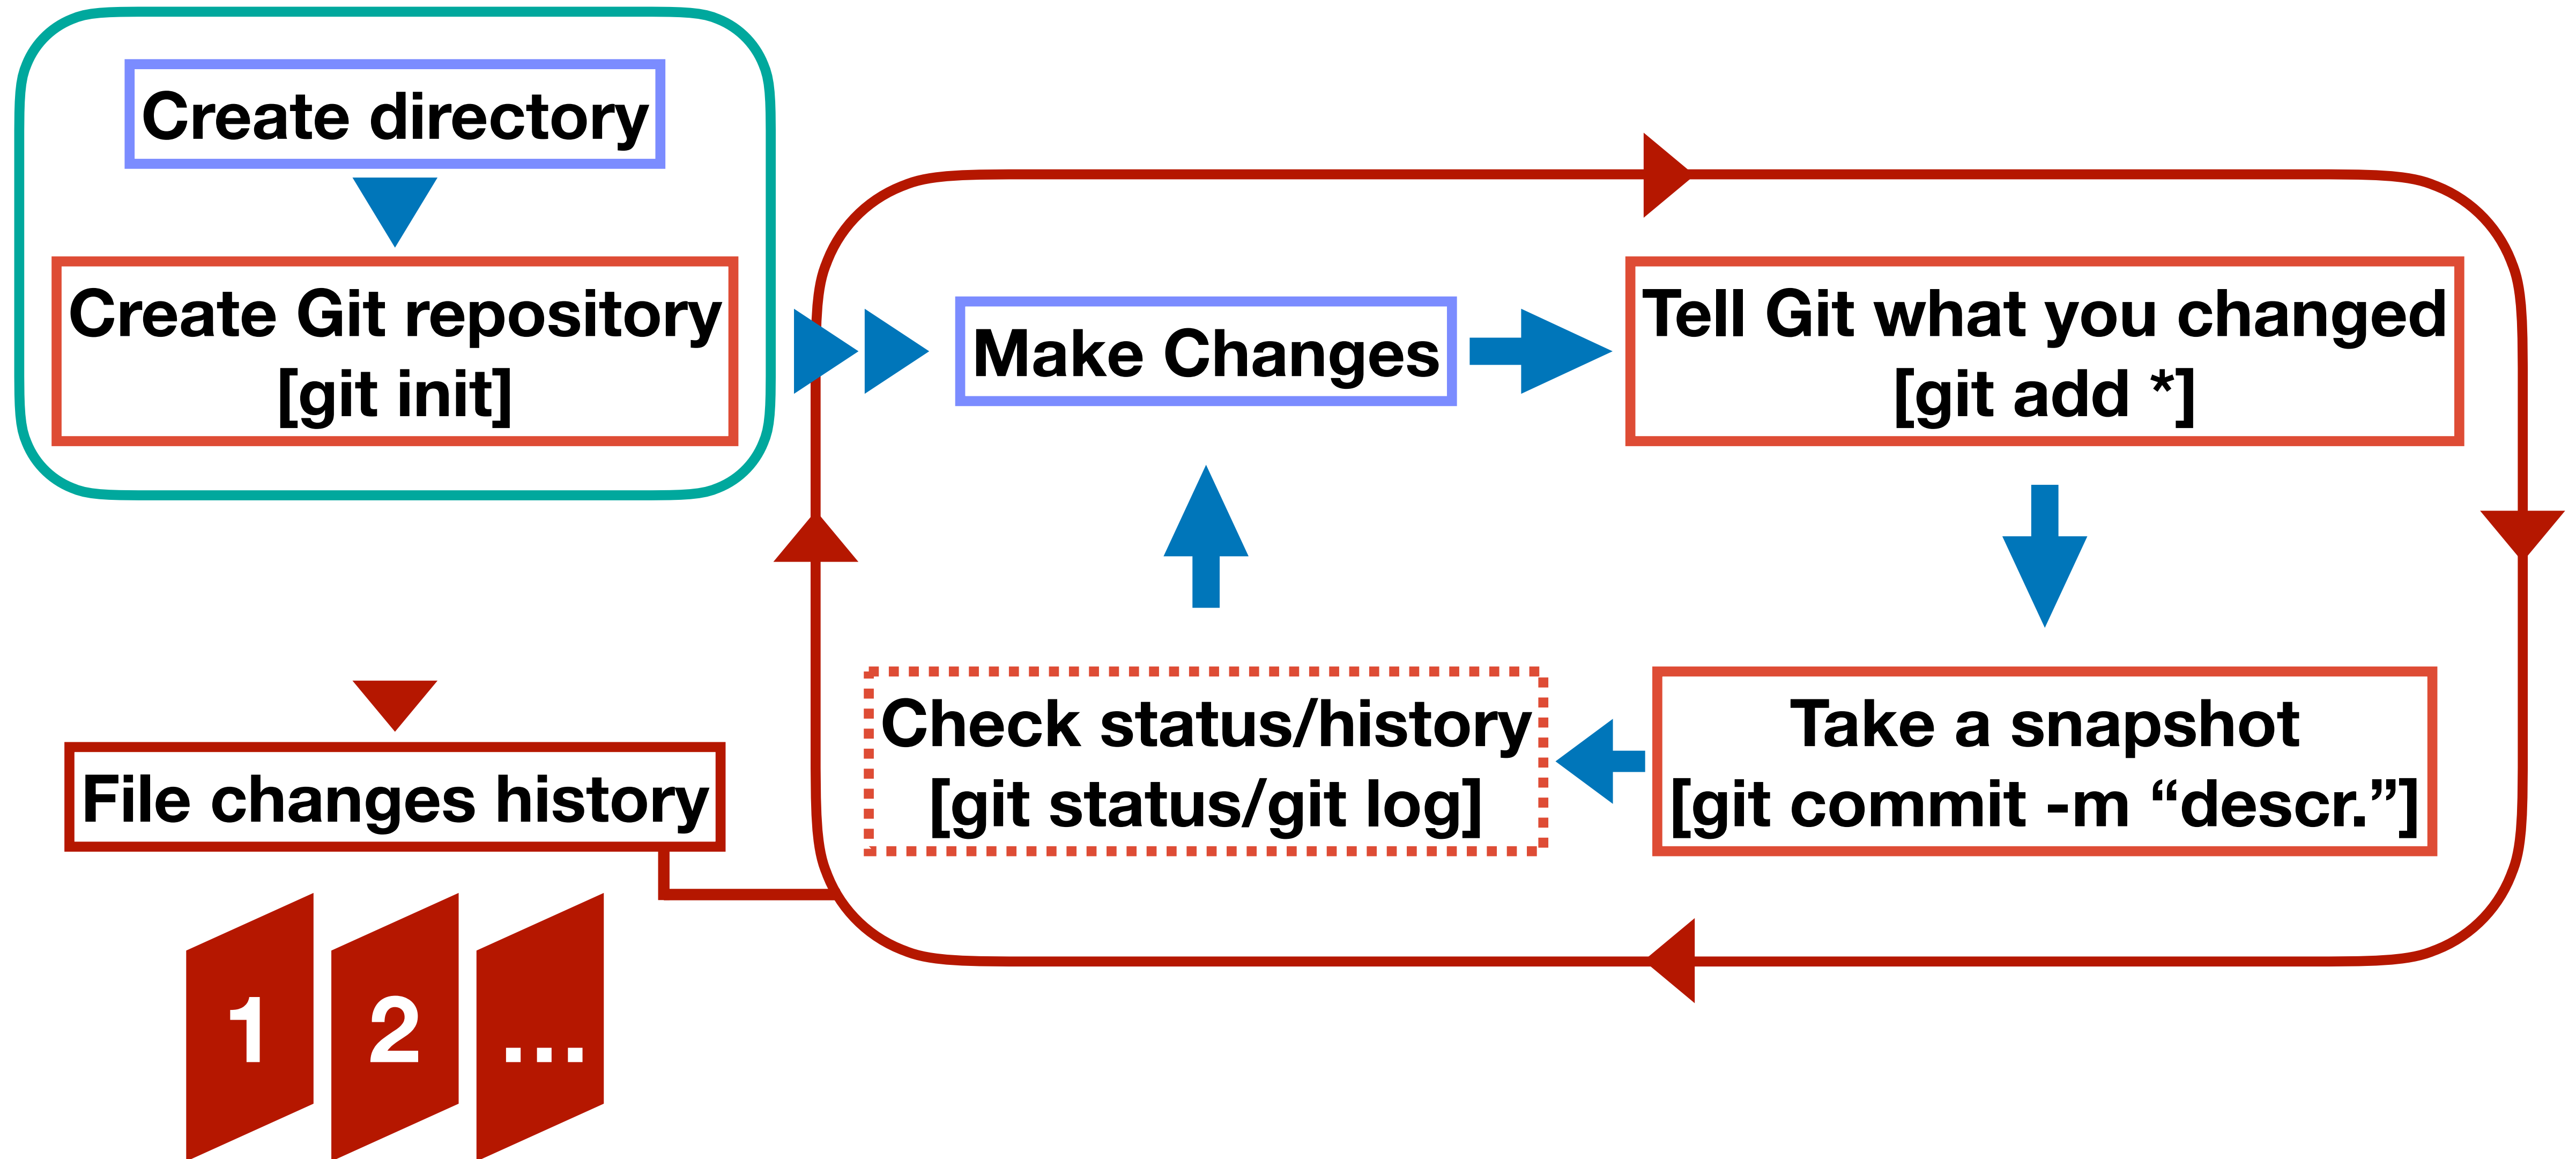 Create directory
Create Git repository
[git init]
Make Changes
Tell Git what you changed
[git add *]
Take a snapshot
[git commit -m “descr.”]
Check status/history
[git status/git log]
File changes history
1
2
...